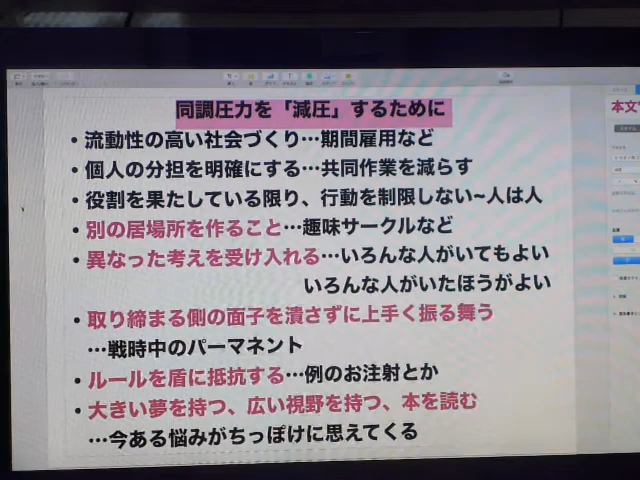 同調圧力を「減圧」するために
・流動性の高い社会づくり…期間雇用など
・個人の分担を明確にする…共同作業を減らす
・役割を果たしている限り、行動を制限しない~人は人
・別の居場所を作ること…趣味サークルなど
・異なった考えを受け入れる…いろんな人がいてもよい
いろんな人がいたほうがよい
・取り締まる側の面子を潰さずに上手く振る舞う
…戦時中のパーマネント
・ルールを盾に抵抗する…例のお注射とか
・大きい夢を持つ、広い視野を持つ、本を読む
…今ある悩みがちっぽけに思えてくる
本文